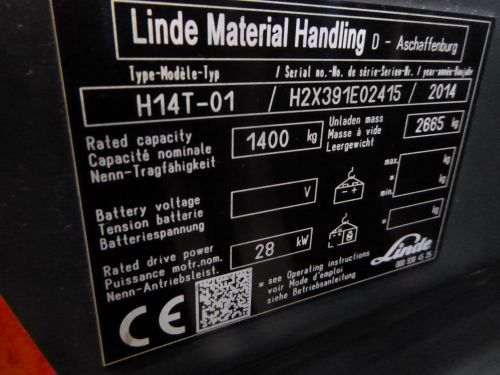 Linde Material Handling D - Aschaffenburg
Type-Modèle-Typ / Serial no.-No. de série-Serien-Nr. / year-année-Baujahr
H14T-01 / H2X391E02415 / 2014
Rated capacity
Capacité nominale
Nenn-Tragfähigkeit
1400 kg
Unladen mass
Masse à vide
Leergewicht
2665 kg
Battery voltage
Tension batterie
Batteriespannung
V
- +
max.
*
min.
kg
kg
Rated drive power
Puissance motr.nom.
Nenn-Antriebsleist.
28 kW
* kg
* see Operating instructions
voir Mode d'emploi
siehe Betriebsanleitung
Linde
CE